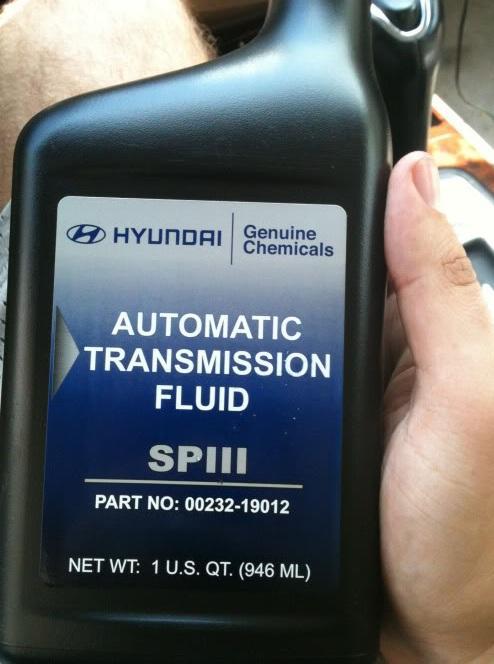 HYUNDAI
Genuine
Chemicals
AUTOMATIC
TRANSMISSION
FLUID
SPIII
PART NO: 00232-19012
NET WT: 1 U.S. QT. (946 ML)